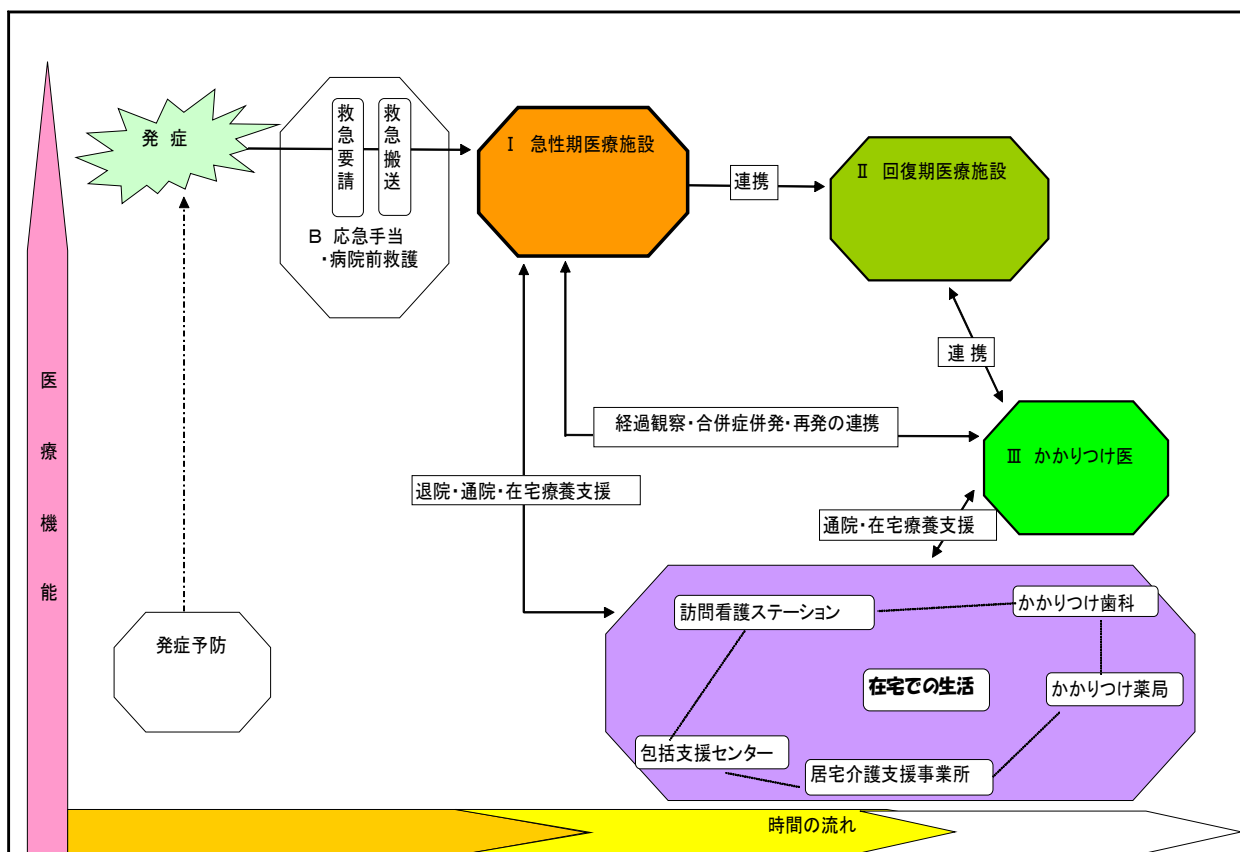 発 症
救急要請
救急搬送
B 応急手当
・病院前救護
Ⅰ 急性期医療施設
連携
Ⅱ 回復期医療施設
連 携
医療機能
経過観察・合併症併発・再発の連携
Ⅲ かかりつけ医
退院・通院・在宅療養支援
通院・在宅療養支援
発症予防
訪問看護ステーション
かかりつけ歯科
在宅での生活
かかりつけ薬局
包括支援センター
居宅介護支援事業所
時間の流れ